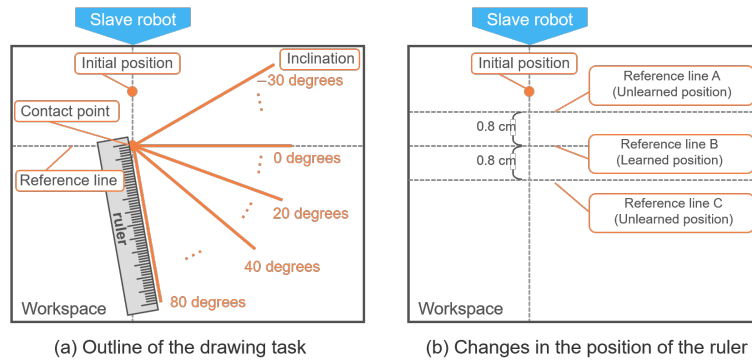 Slave robot
Initial position
Inclination
−30 degrees
Contact point
0 degrees
Reference line
20 degrees
ruler
40 degrees
80 degrees
Workspace
(a) Outline of the drawing task
Slave robot
Initial position
Reference line A
(Unlearned position)
0.8 cm
Reference line B
(Learned position)
0.8 cm
Reference line C
(Unlearned position)
Workspace
(b) Changes in the position of the ruler